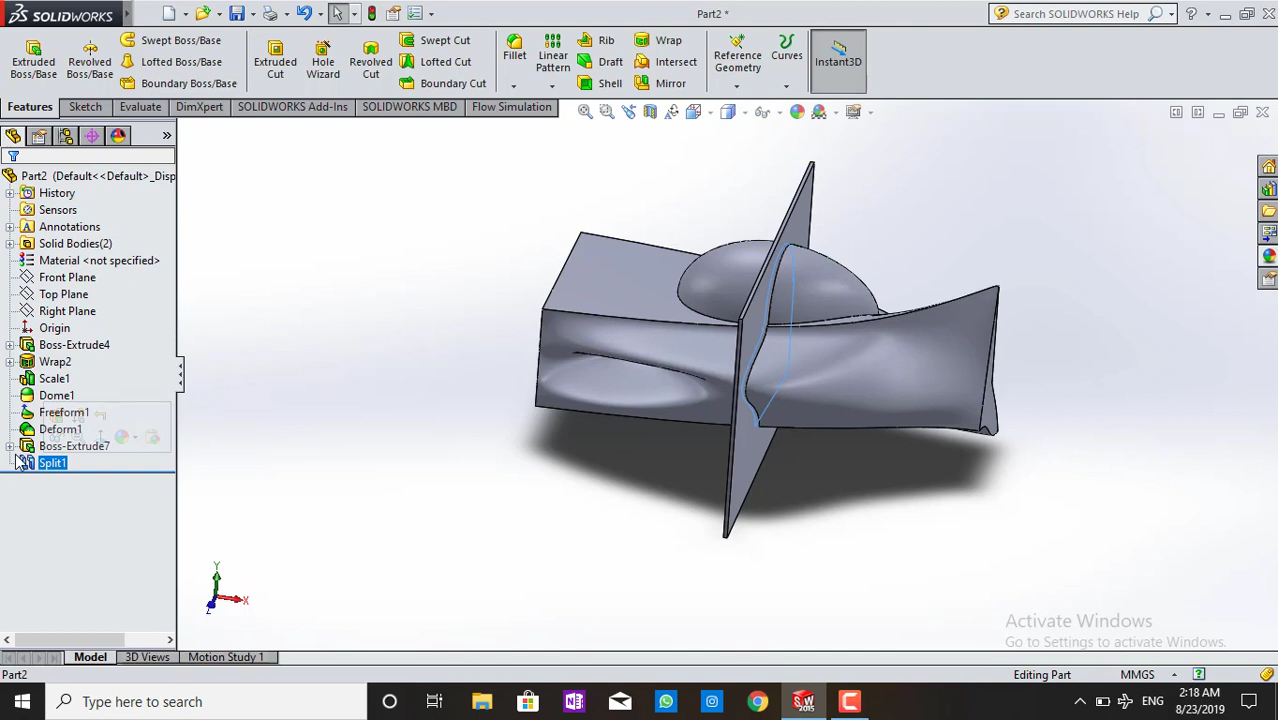 SOLIDWORKS
Part2 *
Search SOLIDWORKS Help
Extruded Boss/Base
Revolved Boss/Base
Swept Boss/Base
Lofted Boss/Base
Boundary Boss/Base
Extruded Cut
Hole Wizard
Revolved Cut
Swept Cut
Lofted Cut
Boundary Cut
Fillet
Linear Pattern
Rib
Draft
Shell
Wrap
Intersect
Mirror
Reference Geometry
Curves
Instant3D
Features
Sketch
Evaluate
DimXpert
SOLIDWORKS Add-Ins
SOLIDWORKS MBD
Flow Simulation
Part2 (Default<<Default>_Disp
History
Sensors
Annotations
Solid Bodies(2)
Material <not specified>
Front Plane
Top Plane
Right Plane
Origin
Boss-Extrude4
Wrap2
Scale1
Dome1
Freeform1
Deform1
Boss-Extrude7
Split1
Y
X
Z
Activate Windows
Go to Settings to activate Windows.
Model
3D Views
Motion Study 1
Part2
Editing Part
MMGS
Type here to search
SW
2015
ENG
2:18 AM
8/23/2019